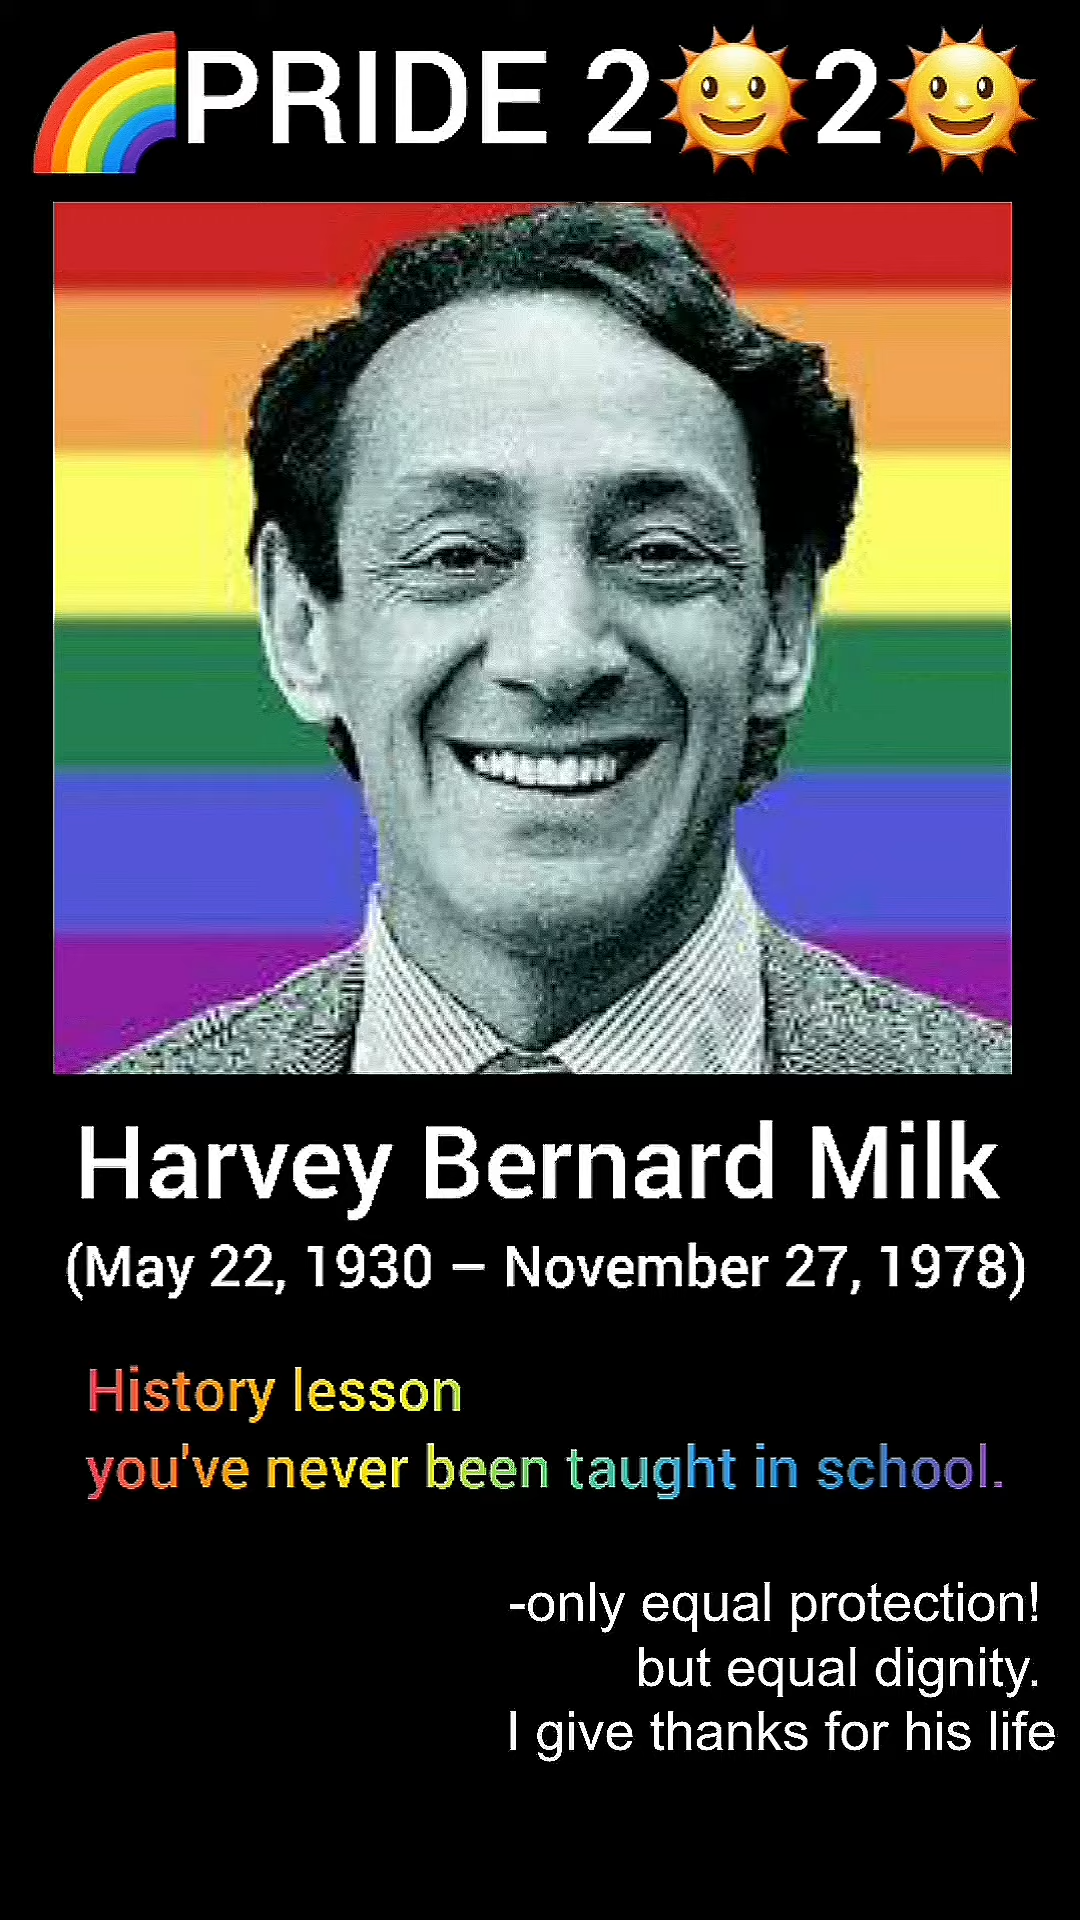 🌈PRIDE 2🌞2🌞
Harvey Bernard Milk
(May 22, 1930 – November 27, 1978)
History lesson
you've never been taught in school.
-only equal protection!
but equal dignity.
I give thanks for his life